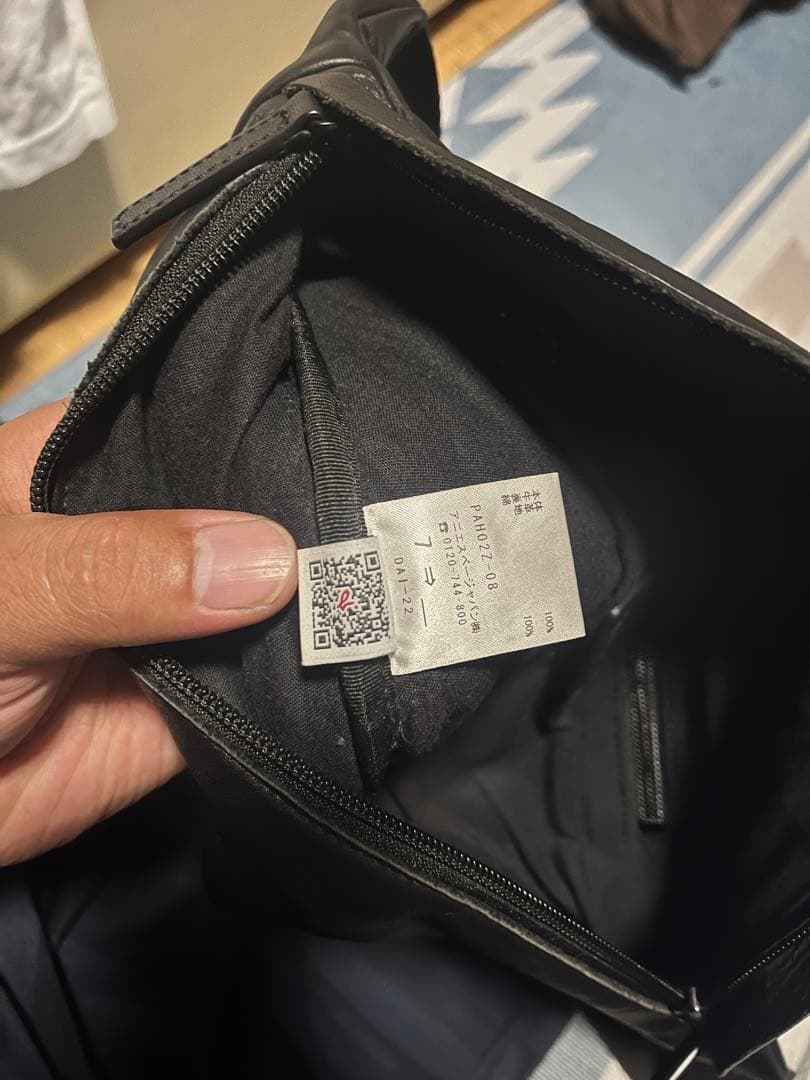 本体
牛革
100%
裏地
綿
100%
PAH02Z-08
アニエスベージャパン㈱
☎0120-744-800
DAI-22